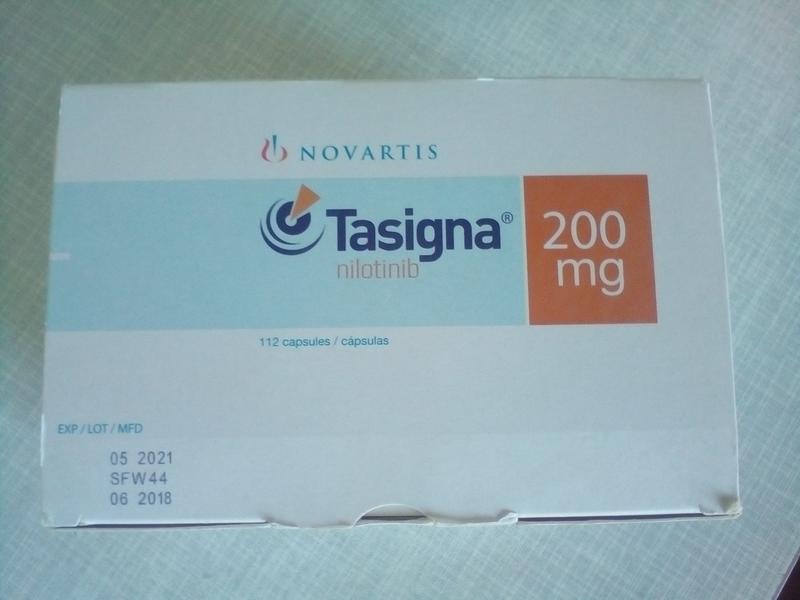 NOVARTIS
Tasigna®
nilotinib
200
mg
112 capsules / cápsulas
EXP / LOT / MFD
05 2021
SFW44
06 2018